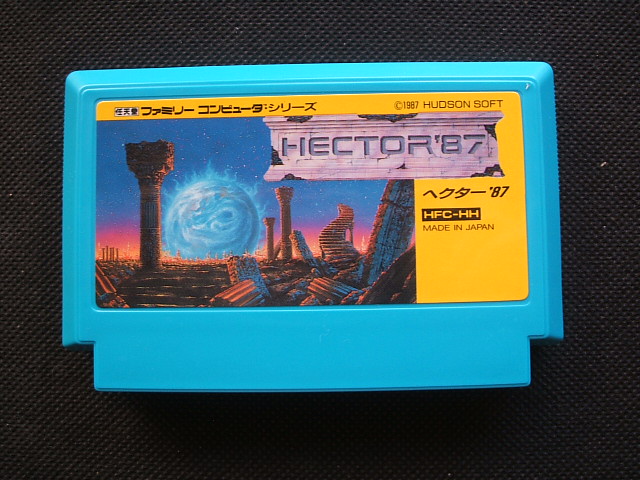 任天堂 ファミリー コンピュータ:シリーズ
©1987 HUDSON SOFT
HECTOR'87
ヘクター'87
HFC-HH
MADE IN JAPAN